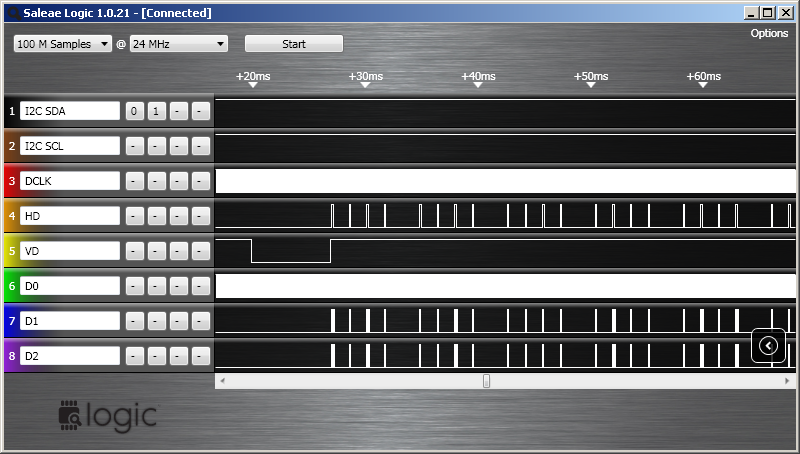 Saleae Logic 1.0.21 - [Connected]
Options
100 M Samples @ 24 MHz Start
+20ms +30ms +40ms +50ms +60ms
1 I2C SDA 0 1 - -
2 I2C SCL - - - -
3 DCLK - - - -
4 HD - - - -
5 VD - - - -
6 D0 - - - -
7 D1 - - - -
8 D2 - - - -
logic